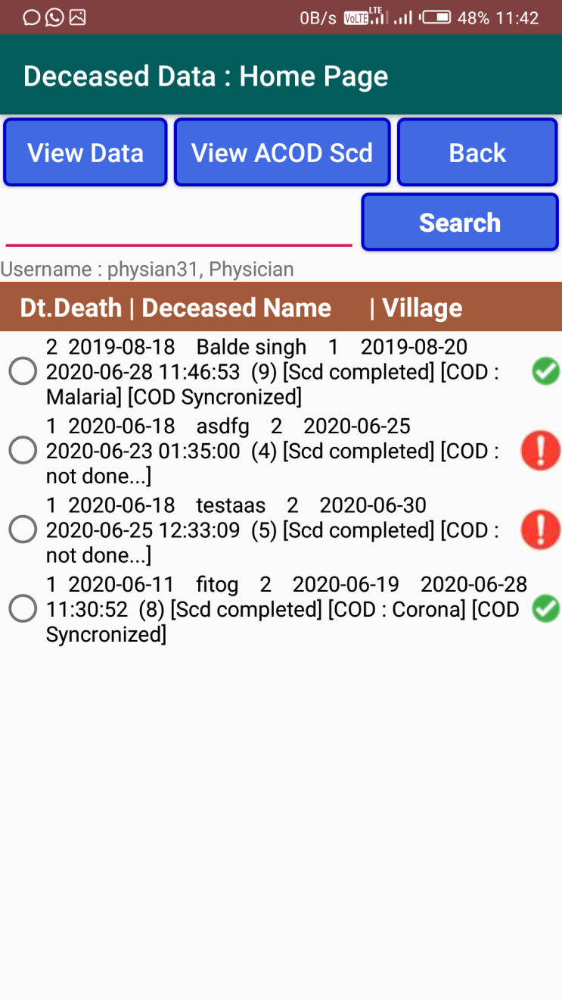 0B/s VoLTE LTE 48% 11:42
Deceased Data : Home Page
View Data View ACOD Scd Back
Search
Username : physian31, Physician
Dt.Death | Deceased Name | Village
2 2019-08-18 Balde singh 1 2019-08-20
2020-06-28 11:46:53 (9) [Scd completed] [COD :
Malaria] [COD Syncronized]
1 2020-06-18 asdfg 2 2020-06-25
2020-06-23 01:35:00 (4) [Scd completed] [COD :
not done...]
1 2020-06-18 testaas 2 2020-06-30
2020-06-25 12:33:09 (5) [Scd completed] [COD :
not done...]
1 2020-06-11 fitog 2 2020-06-19 2020-06-28
11:30:52 (8) [Scd completed] [COD : Corona] [COD
Syncronized]